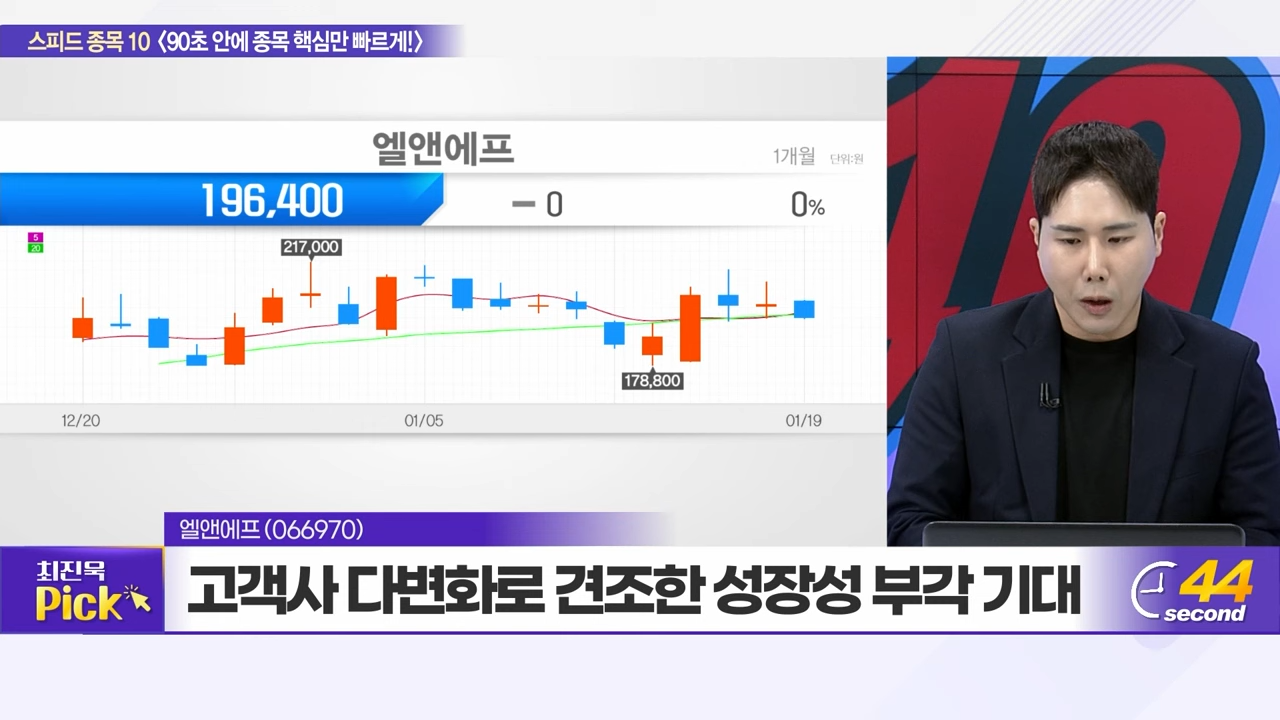 스피드 종목 10 〈90초 안에 종목 핵심만 빠르게!〉
엘앤에프
1개월 단위:원
196,400 0 0%
5
20
217,000
178,800
12/20 01/05 01/19
엘앤에프 (066970)
최진욱
Pick
고객사 다변화로 견조한 성장성 부각 기대
44
second
10